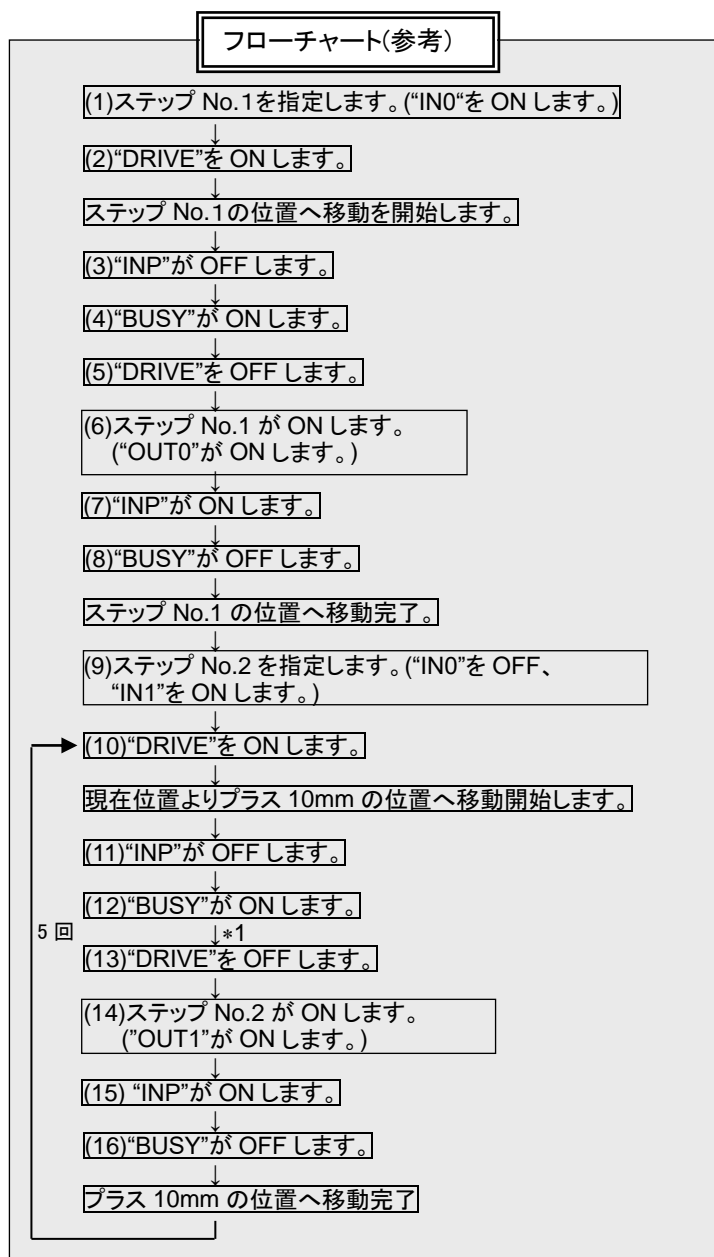 フローチャート(参考)
(1)ステップ No.1を指定します。(“IN0“を ON します。)
↓
(2)“DRIVE”を ON します。
↓
ステップ No.1の位置へ移動を開始します。
↓
(3)“INP”が OFF します。
↓
(4)“BUSY”が ON します。
↓
(5)“DRIVE”を OFF します。
↓
(6)ステップ No.1 が ON します。
(“OUT0”が ON します。)
↓
(7)“INP”が ON します。
↓
(8)“BUSY”が OFF します。
↓
ステップ No.1 の位置へ移動完了。
↓
(9)ステップ No.2 を指定します。(“IN0”を OFF、
“IN1”を ON します。)
↓
(10)“DRIVE”を ON します。
↓
現在位置よりプラス 10mm の位置へ移動開始します。
↓
(11)“INP”が OFF します。
↓
(12)“BUSY”が ON します。
5 回
↓*1
(13)“DRIVE”を OFF します。
↓
(14)ステップ No.2 が ON します。
(”OUT1”が ON します。)
↓
(15) “INP”が ON します。
↓
(16)“BUSY”が OFF します。
↓
プラス 10mm の位置へ移動完了